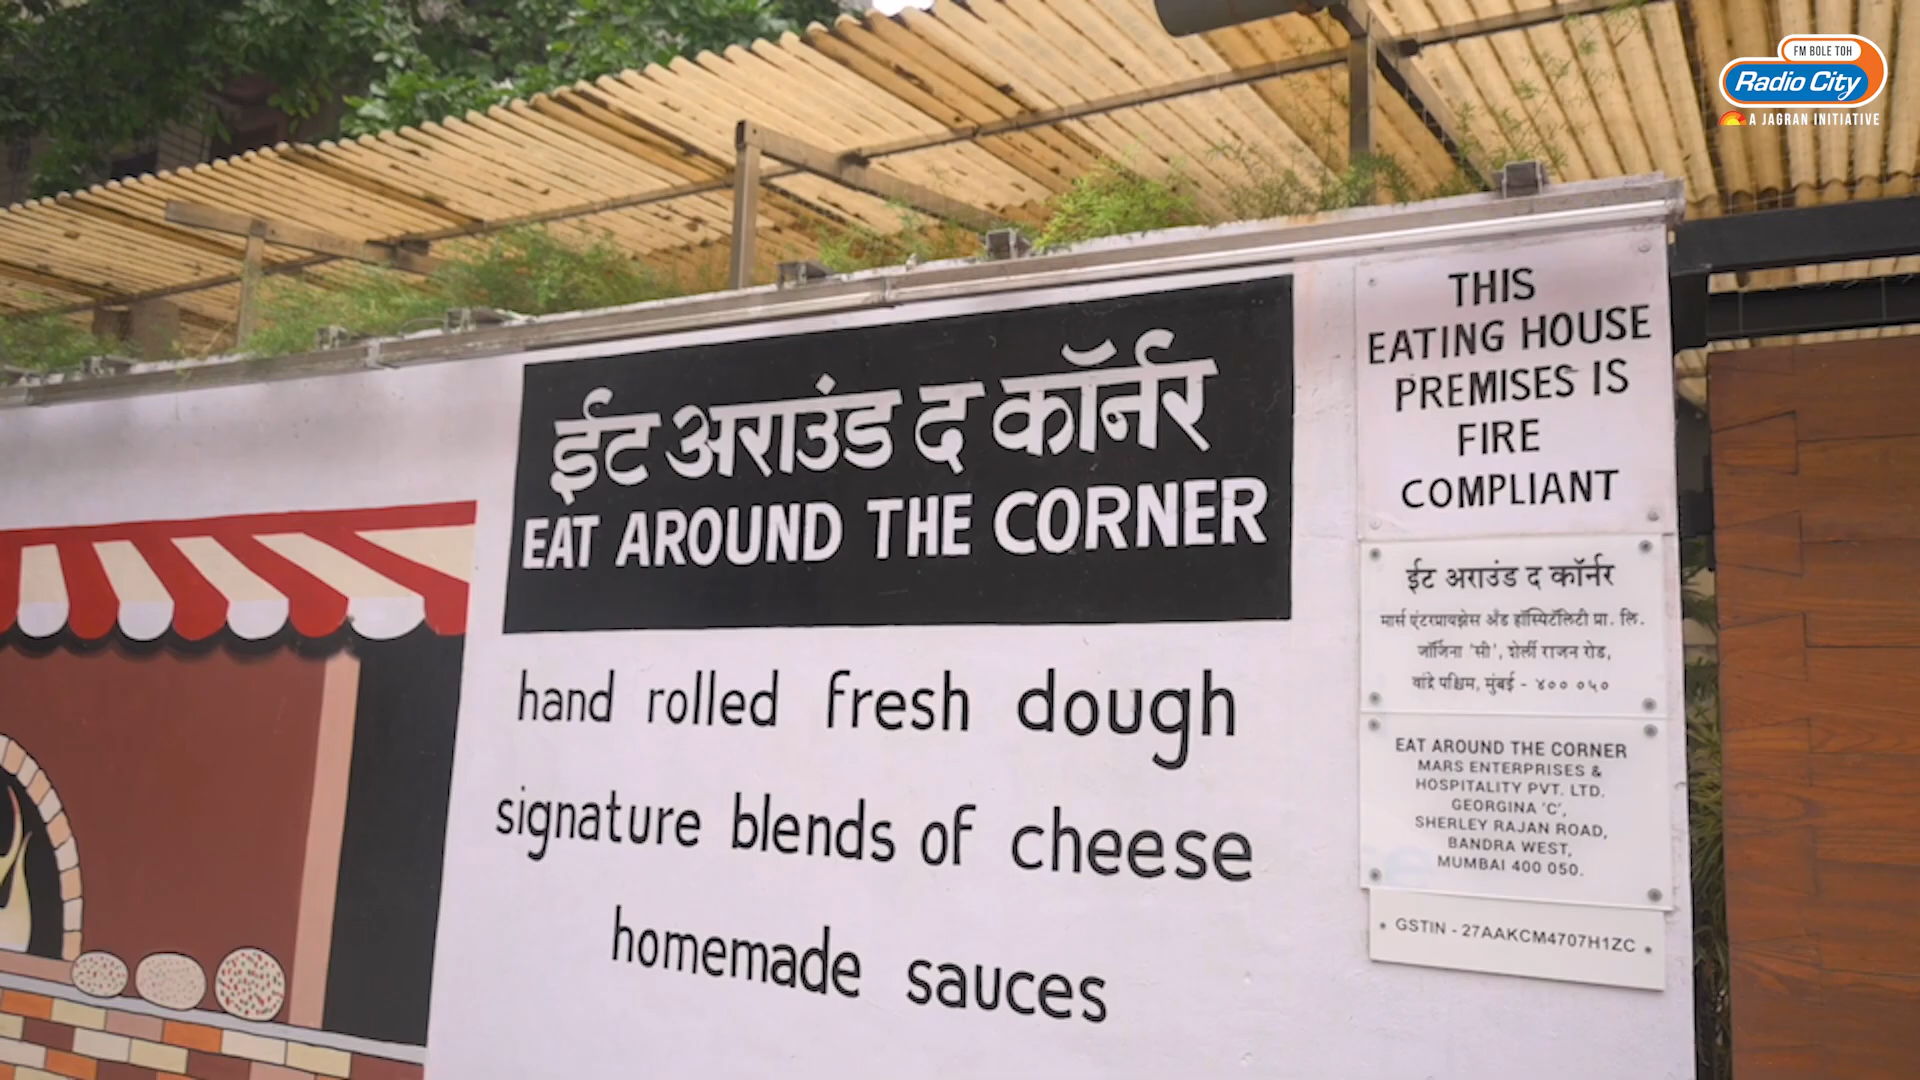 FM BOLE TOH
Radio City
A JAGRAN INITIATIVE
ईट अराउंड द कॉर्नर
EAT AROUND THE CORNER
hand rolled fresh dough
signature blends of cheese
homemade sauces
THIS
EATING HOUSE
PREMISES IS
FIRE
COMPLIANT
ईट अराउंड द कॉर्नर
मार्स एंटरप्रायझेस अँड हॉस्पिटॅलिटी प्रा. लि.
जॉर्जिना 'सी', शेर्ली राजन रोड,
वांद्रे पश्चिम, मुंबई - ४०० ०५०
EAT AROUND THE CORNER
MARS ENTERPRISES &
HOSPITALITY PVT. LTD.
GEORGINA 'C',
SHERLEY RAJAN ROAD,
BANDRA WEST,
MUMBAI 400 050.
GSTIN - 27AAKCM4707H1ZC